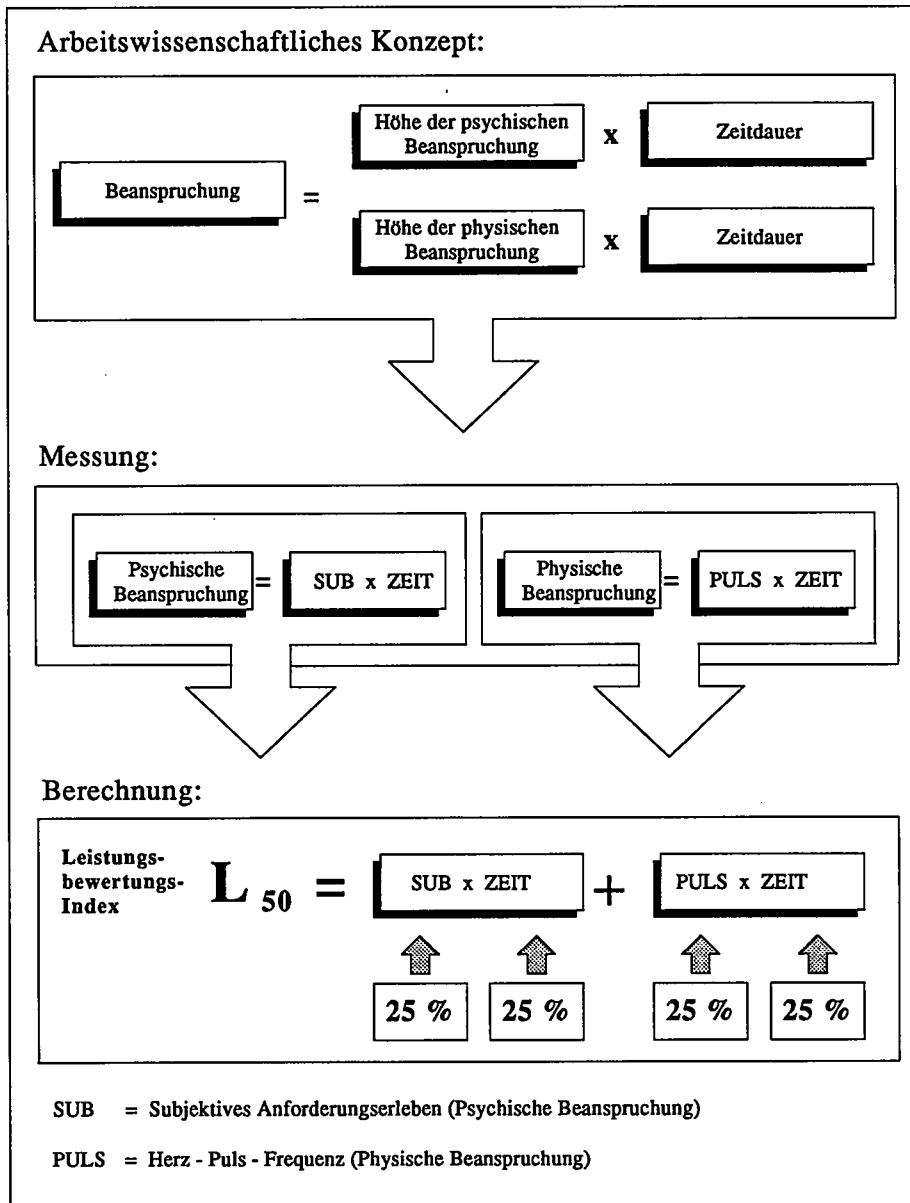 Arbeitswissenschaftliches Konzept:
Höhe der psychischen
Beanspruchung
x
Zeitdauer
Beanspruchung
=
Höhe der physischen
Beanspruchung
x
Zeitdauer
Messung:
Psychische
Beanspruchung
=
SUB x ZEIT
Physische
Beanspruchung
=
PULS x ZEIT
Berechnung:
Leistungs-
bewertungs-
Index
L 50 =
SUB x ZEIT
+
PULS x ZEIT
25 %
25 %
25 %
25 %
SUB = Subjektives Anforderungserleben (Psychische Beanspruchung)
PULS = Herz - Puls - Frequenz (Physische Beanspruchung)